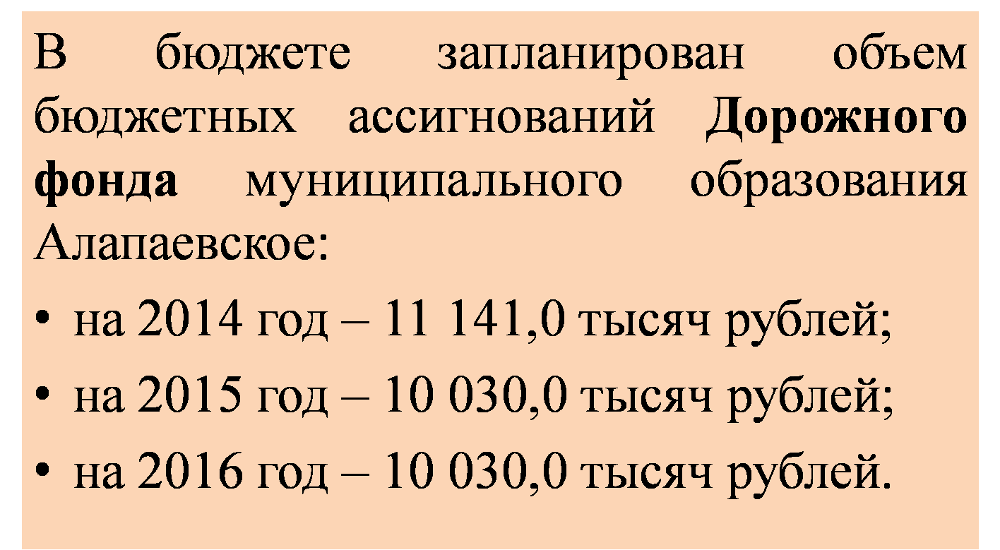 В бюджете запланирован объем
бюджетных ассигнований Дорожного
фонда муниципального образования
Алапаевское:
• на 2014 год – 11 141,0 тысяч рублей;
• на 2015 год – 10 030,0 тысяч рублей;
• на 2016 год – 10 030,0 тысяч рублей.